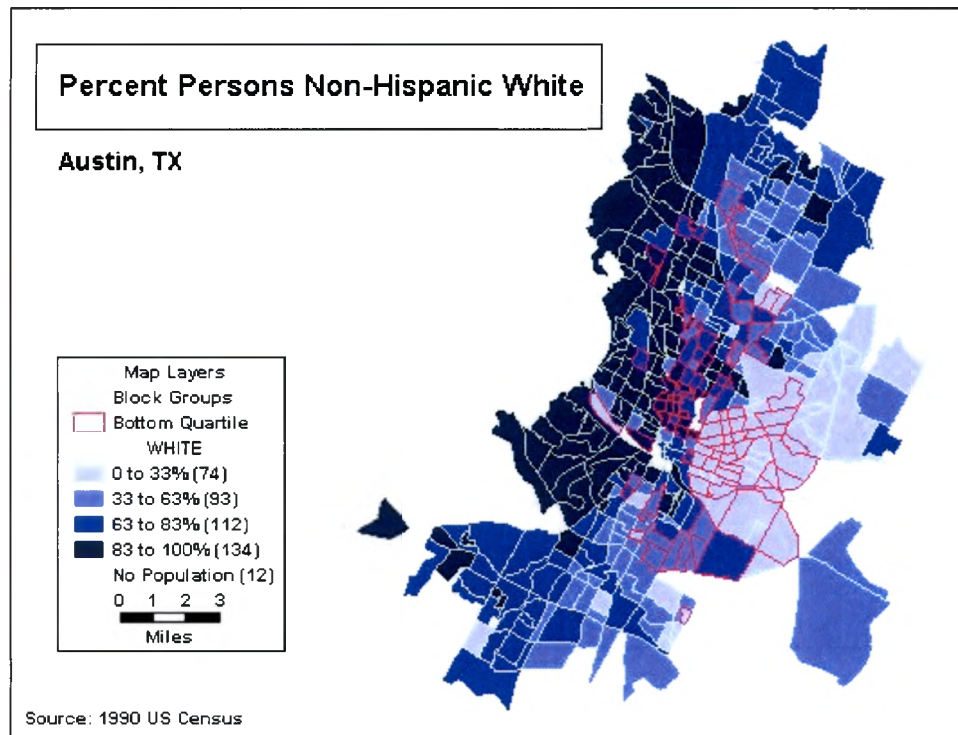 Percent Persons Non-Hispanic White
Austin, TX
Map Layers
Block Groups
Bottom Quartile
WHITE
0 to 33% (74)
33 to 63% (93)
63 to 83% (112)
83 to 100% (134)
No Population (12)
0 1 2 3
Miles
Source: 1990 US Census